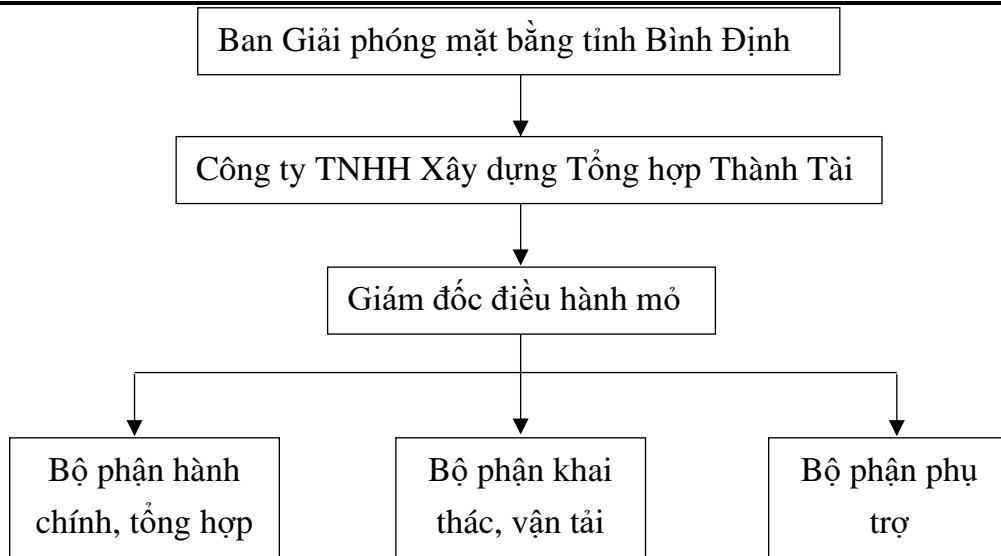 Ban Giải phóng mặt bằng tỉnh Bình Định
Công ty TNHH Xây dựng Tổng hợp Thành Tài
Giám đốc điều hành mỏ
Bộ phận hành
chính, tổng hợp
Bộ phận khai
thác, vận tải
Bộ phận phụ
trợ